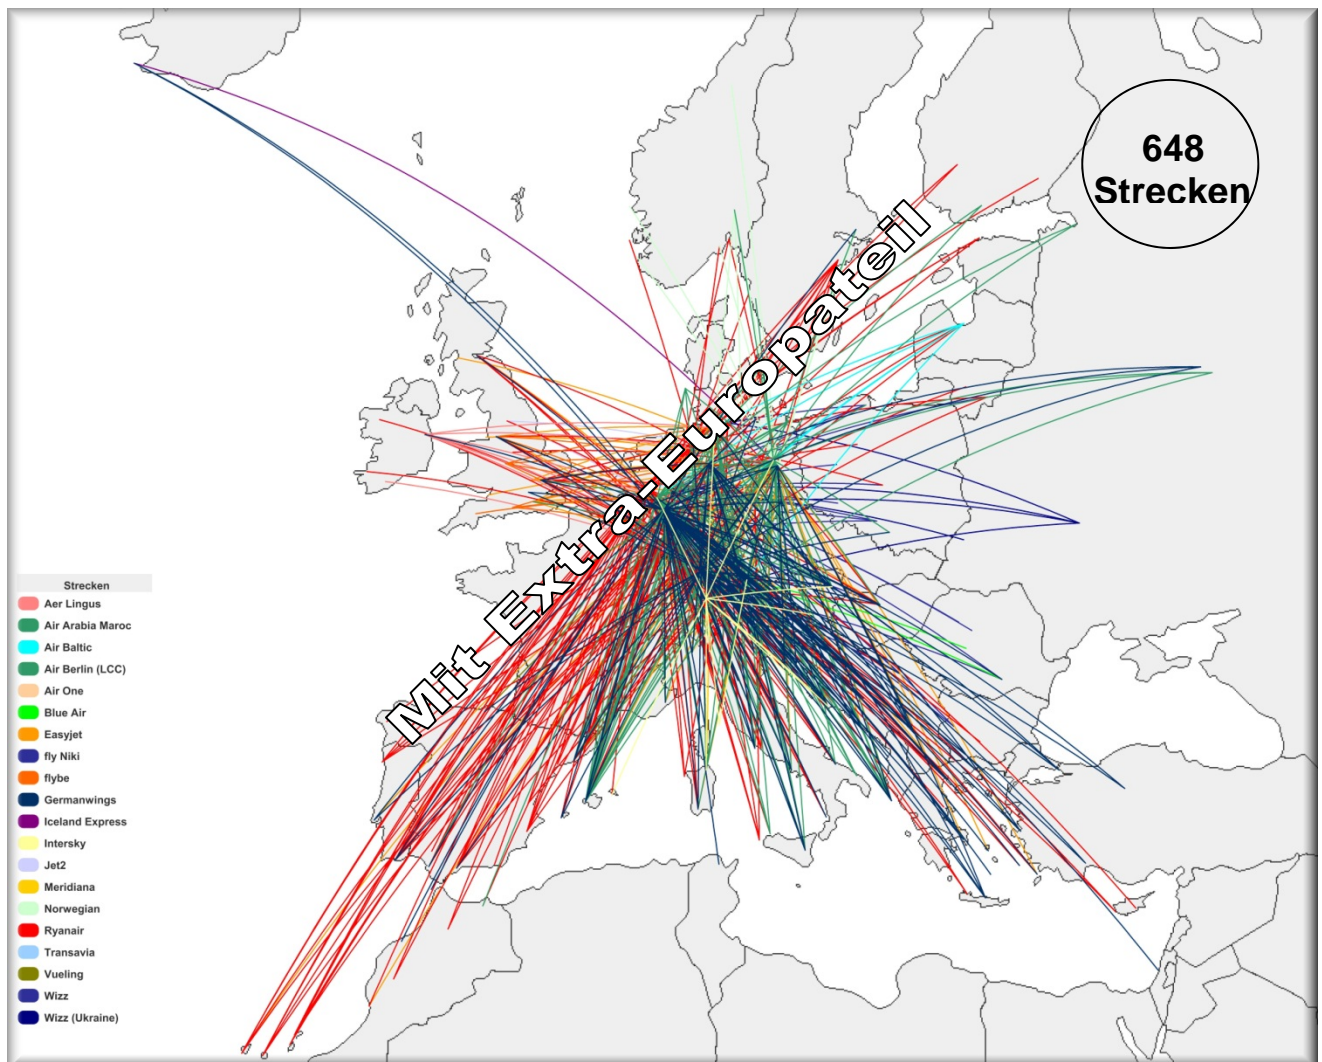 648
Strecken
Mit Extra-Europateil
Strecken
Aer Lingus
Air Arabia Maroc
Air Baltic
Air Berlin (LCC)
Air One
Blue Air
Easyjet
fly Niki
flybe
Germanwings
Iceland Express
Intersky
Jet2
Meridiana
Norwegian
Ryanair
Transavia
Vueling
Wizz
Wizz (Ukraine)